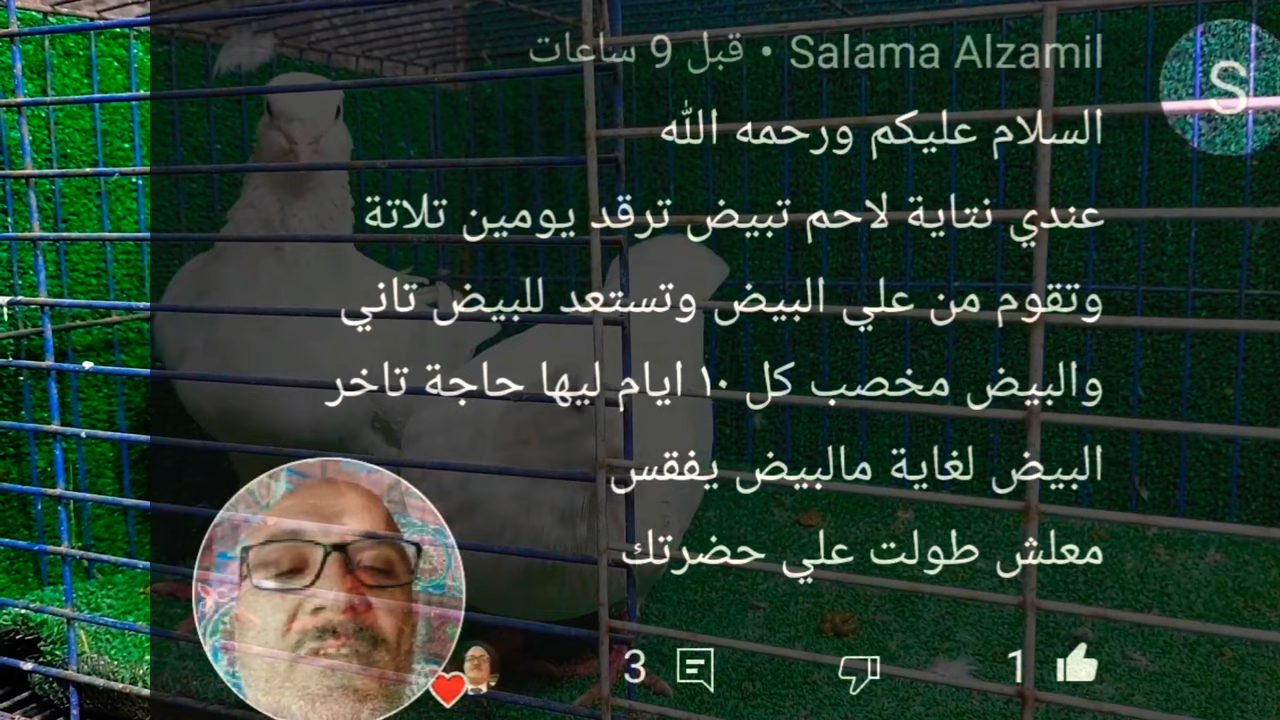 Salama Alzamil • قبل 9 ساعات
S
السلام عليكم ورحمه الله
عندي نتاية لاحم تبيض ترقد يومين تلاتة
وتقوم من علي البيض وتستعد للبيض تاني
والبيض مخصب كل ١٠ ايام ليها حاجة تاخر
البيض لغاية مالبيض يفقس
معلش طولت علي حضرتك
1
3